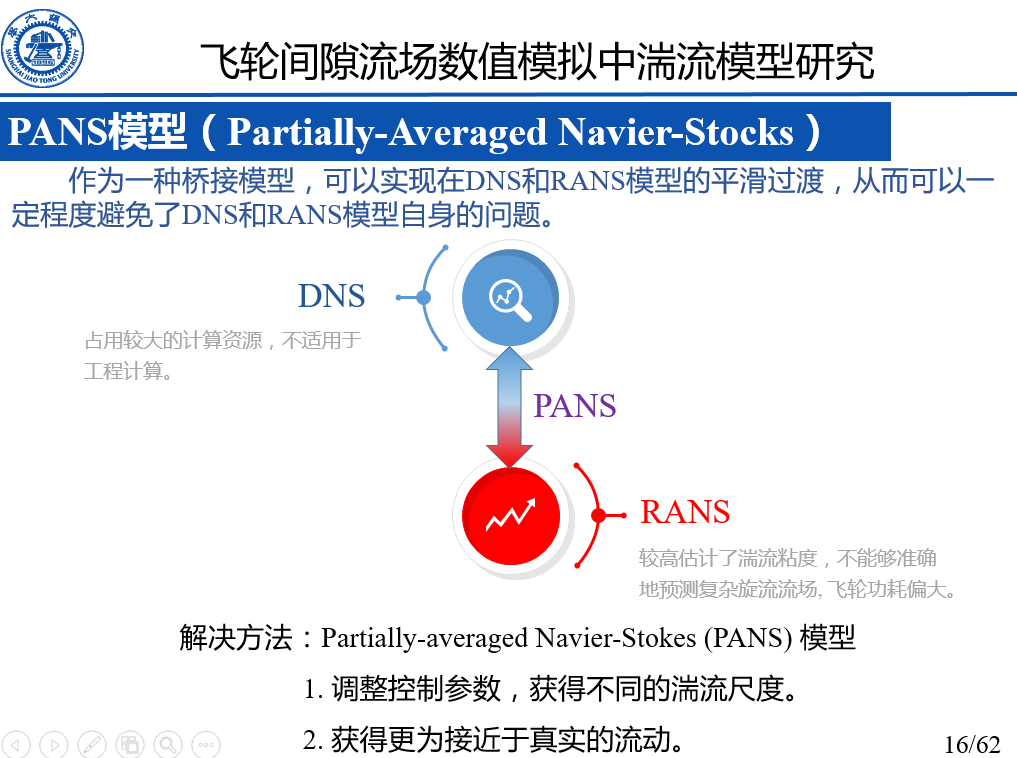 飞轮间隙流场数值模拟中湍流模型研究
PANS模型（Partially-Averaged Navier-Stocks）
作为一种桥接模型，可以实现在DNS和RANS模型的平滑过渡，从而可以一
定程度避免了DNS和RANS模型自身的问题。
DNS
占用较大的计算资源，不适用于
工程计算。
PANS
RANS
较高估计了湍流粘度，不能够准确
地预测复杂旋流流场, 飞轮功耗偏大。
解决方法：Partially-averaged Navier-Stokes (PANS) 模型
1. 调整控制参数，获得不同的湍流尺度。
2. 获得更为接近于真实的流动。
16/62
SHANGHAI JIAO TONG UNIVERSITY
1896